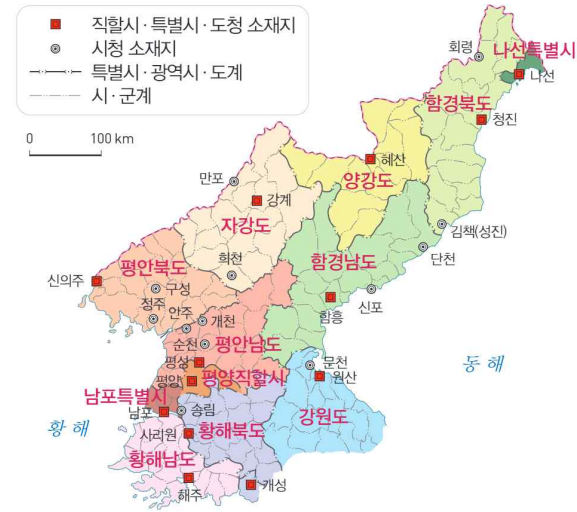 직할시·특별시·도청 소재지
시청 소재지
특별시·광역시·도계
시·군계
0 100 km
회령
나선특별시
나선
함경북도
청진
혜산
양강도
만포
강계
자강도
김책(성진)
단천
희천
함경남도
평안북도
신의주
구성
정주
안주
개천
신포
함흥
순천
평안남도
평성
문천
동해
평양
평양직할시
원산
남포특별시
남포
송림
강원도
황해
사리원
황해북도
황해남도
해주
개성